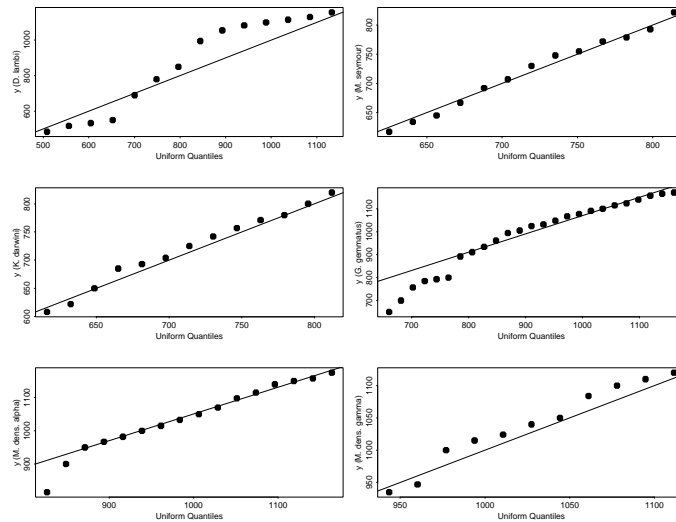 y (D. lambi)
600 800 1000
500 600 700 800 900 1000 1100
Uniform Quantiles
y (M. seymour)
650 700 750 800
650 700 750 800
Uniform Quantiles
y (K. darwini)
600 650 700 750 800
650 700 750 800
Uniform Quantiles
y (G. gemmatus)
700 800 900 1000 1100
700 800 900 1000 1100
Uniform Quantiles
y (M. dens. alpha)
900 1000 1100
900 1000 1100
Uniform Quantiles
y (M. dens. gamma)
950 1000 1050 1100
950 1000 1050 1100
Uniform Quantiles